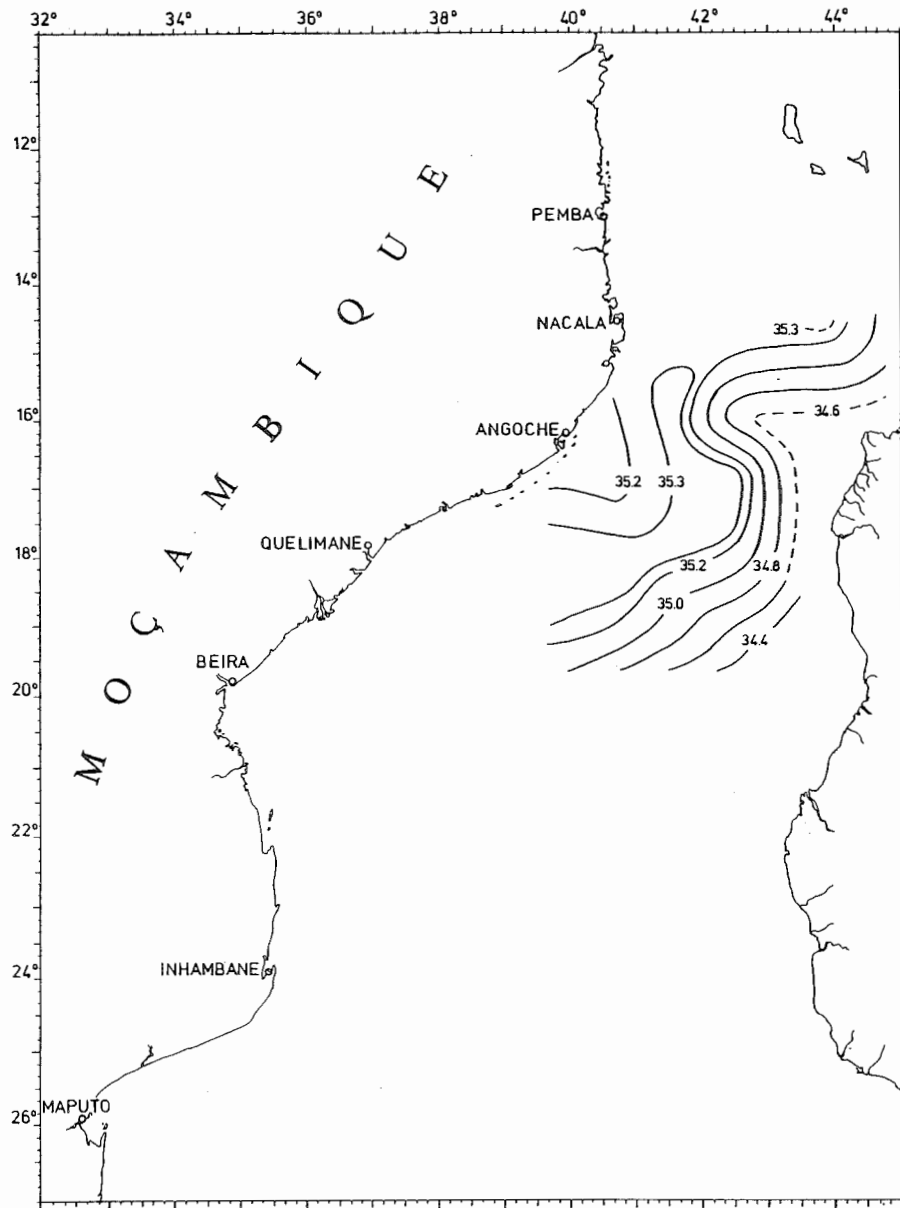 32° 34° 36° 38° 40° 42° 44°
12°
PEMBA
14°
NACALA
35.3
16°
34.6
ANGOCHE
35.2 35.3
18°
QUELIMANE
35.2 34.8
35.0
34.4
BEIRA
20°
MOÇAMBIQUE
22°
24°
INHAMBANE
26°
MAPUTO